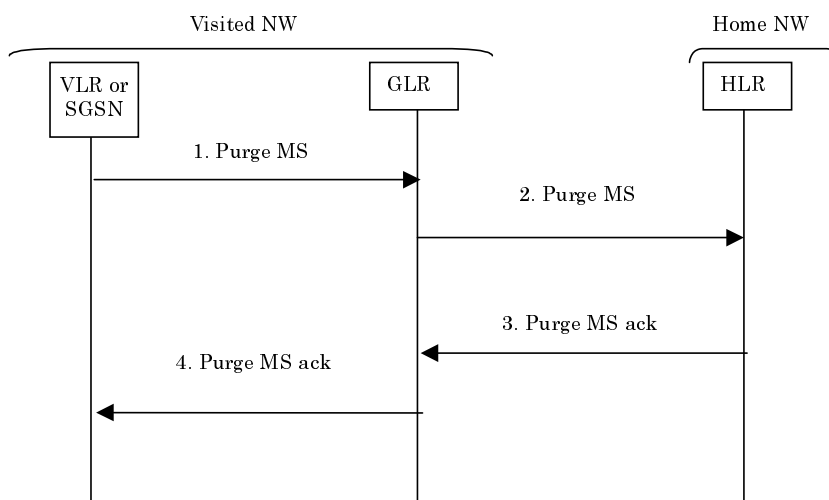 Visited NW
Home NW
VLR or
SGSN
GLR
HLR
1. Purge MS
2. Purge MS
3. Purge MS ack
4. Purge MS ack